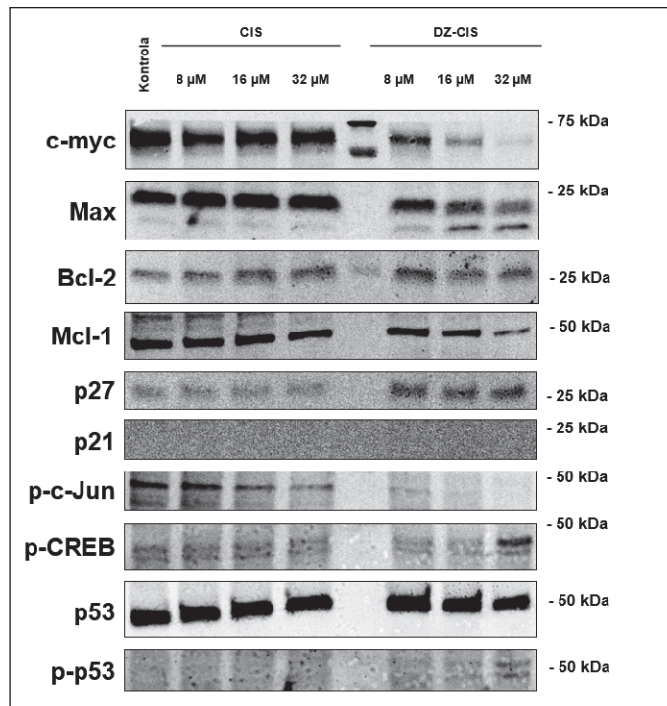 CIS DZ-CIS
Kontrola
8 µM 16 µM 32 µM 8 µM 16 µM 32 µM
c-myc - 75 kDa
Max - 25 kDa
Bcl-2 - 25 kDa
Mcl-1 - 50 kDa
p27 - 25 kDa
p21 - 25 kDa
p-c-Jun - 50 kDa
p-CREB - 50 kDa
p53 - 50 kDa
p-p53 - 50 kDa